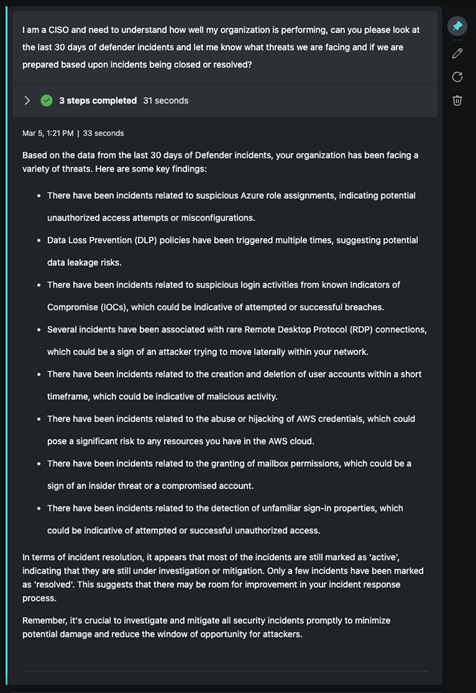 I am a CISO and need to understand how well my organization is performing, can you please look at
the last 30 days of defender incidents and let me know what threats we are facing and if we are
prepared based upon incidents being closed or resolved?
3 steps completed 31 seconds
Mar 5, 1:21 PM | 33 seconds
Based on the data from the last 30 days of Defender incidents, your organization has been facing a
variety of threats. Here are some key findings:
• There have been incidents related to suspicious Azure role assignments, indicating potential
unauthorized access attempts or misconfigurations.
• Data Loss Prevention (DLP) policies have been triggered multiple times, suggesting potential
data leakage risks.
• There have been incidents related to suspicious login activities from known Indicators of
Compromise (IOCs), which could be indicative of attempted or successful breaches.
• Several incidents have been associated with rare Remote Desktop Protocol (RDP) connections,
which could be a sign of an attacker trying to move laterally within your network.
• There have been incidents related to the creation and deletion of user accounts within a short
timeframe, which could be indicative of malicious activity.
• There have been incidents related to the abuse or hijacking of AWS credentials, which could
pose a significant risk to any resources you have in the AWS cloud.
• There have been incidents related to the granting of mailbox permissions, which could be a
sign of an insider threat or a compromised account.
• There have been incidents related to the detection of unfamiliar sign-in properties, which
could be indicative of attempted or successful unauthorized access.
In terms of incident resolution, it appears that most of the incidents are still marked as 'active',
indicating that they are still under investigation or mitigation. Only a few incidents have been marked
as 'resolved'. This suggests that there may be room for improvement in your incident response
process.
Remember, it's crucial to investigate and mitigate all security incidents promptly to minimize
potential damage and reduce the window of opportunity for attackers.